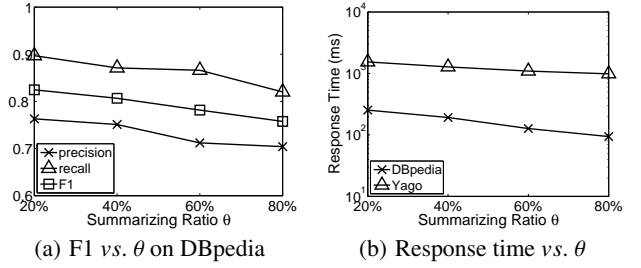 1
0.9
0.8
0.7
0.6
precision
recall
F1
20% 40% 60% 80%
Summarizing Ratio θ
(a) F1 vs. θ on DBpedia
Response Time (ms)
10^4
10^3
10^2
10^1
DBpedia
Yago
20% 40% 60% 80%
Summarizing Ratio θ
(b) Response time vs. θ